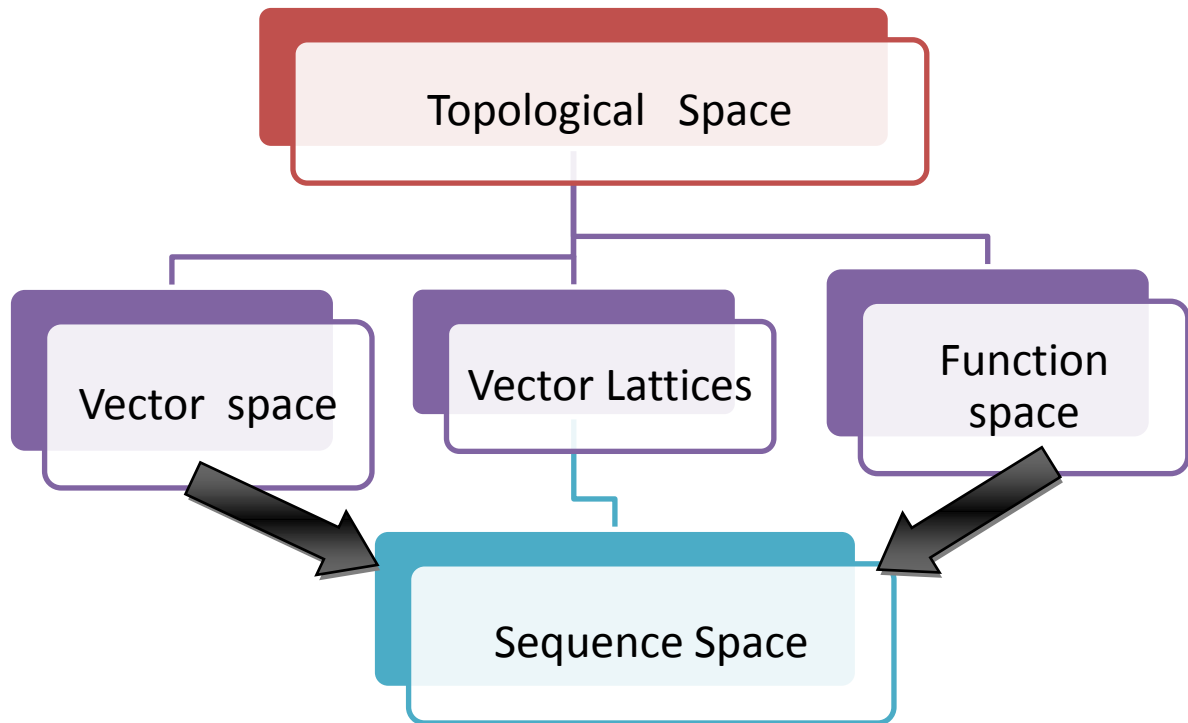 Topological Space
Vector space
Vector Lattices
Function
space
Sequence Space